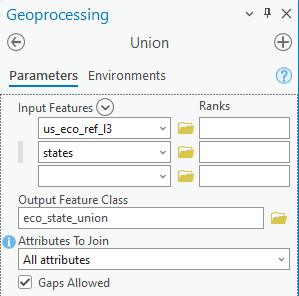 Geoprocessing
Union
Parameters Environments
?
Input Features Ranks
us_eco_ref_l3
states
Output Feature Class
eco_state_union
Attributes To Join
All attributes
Gaps Allowed